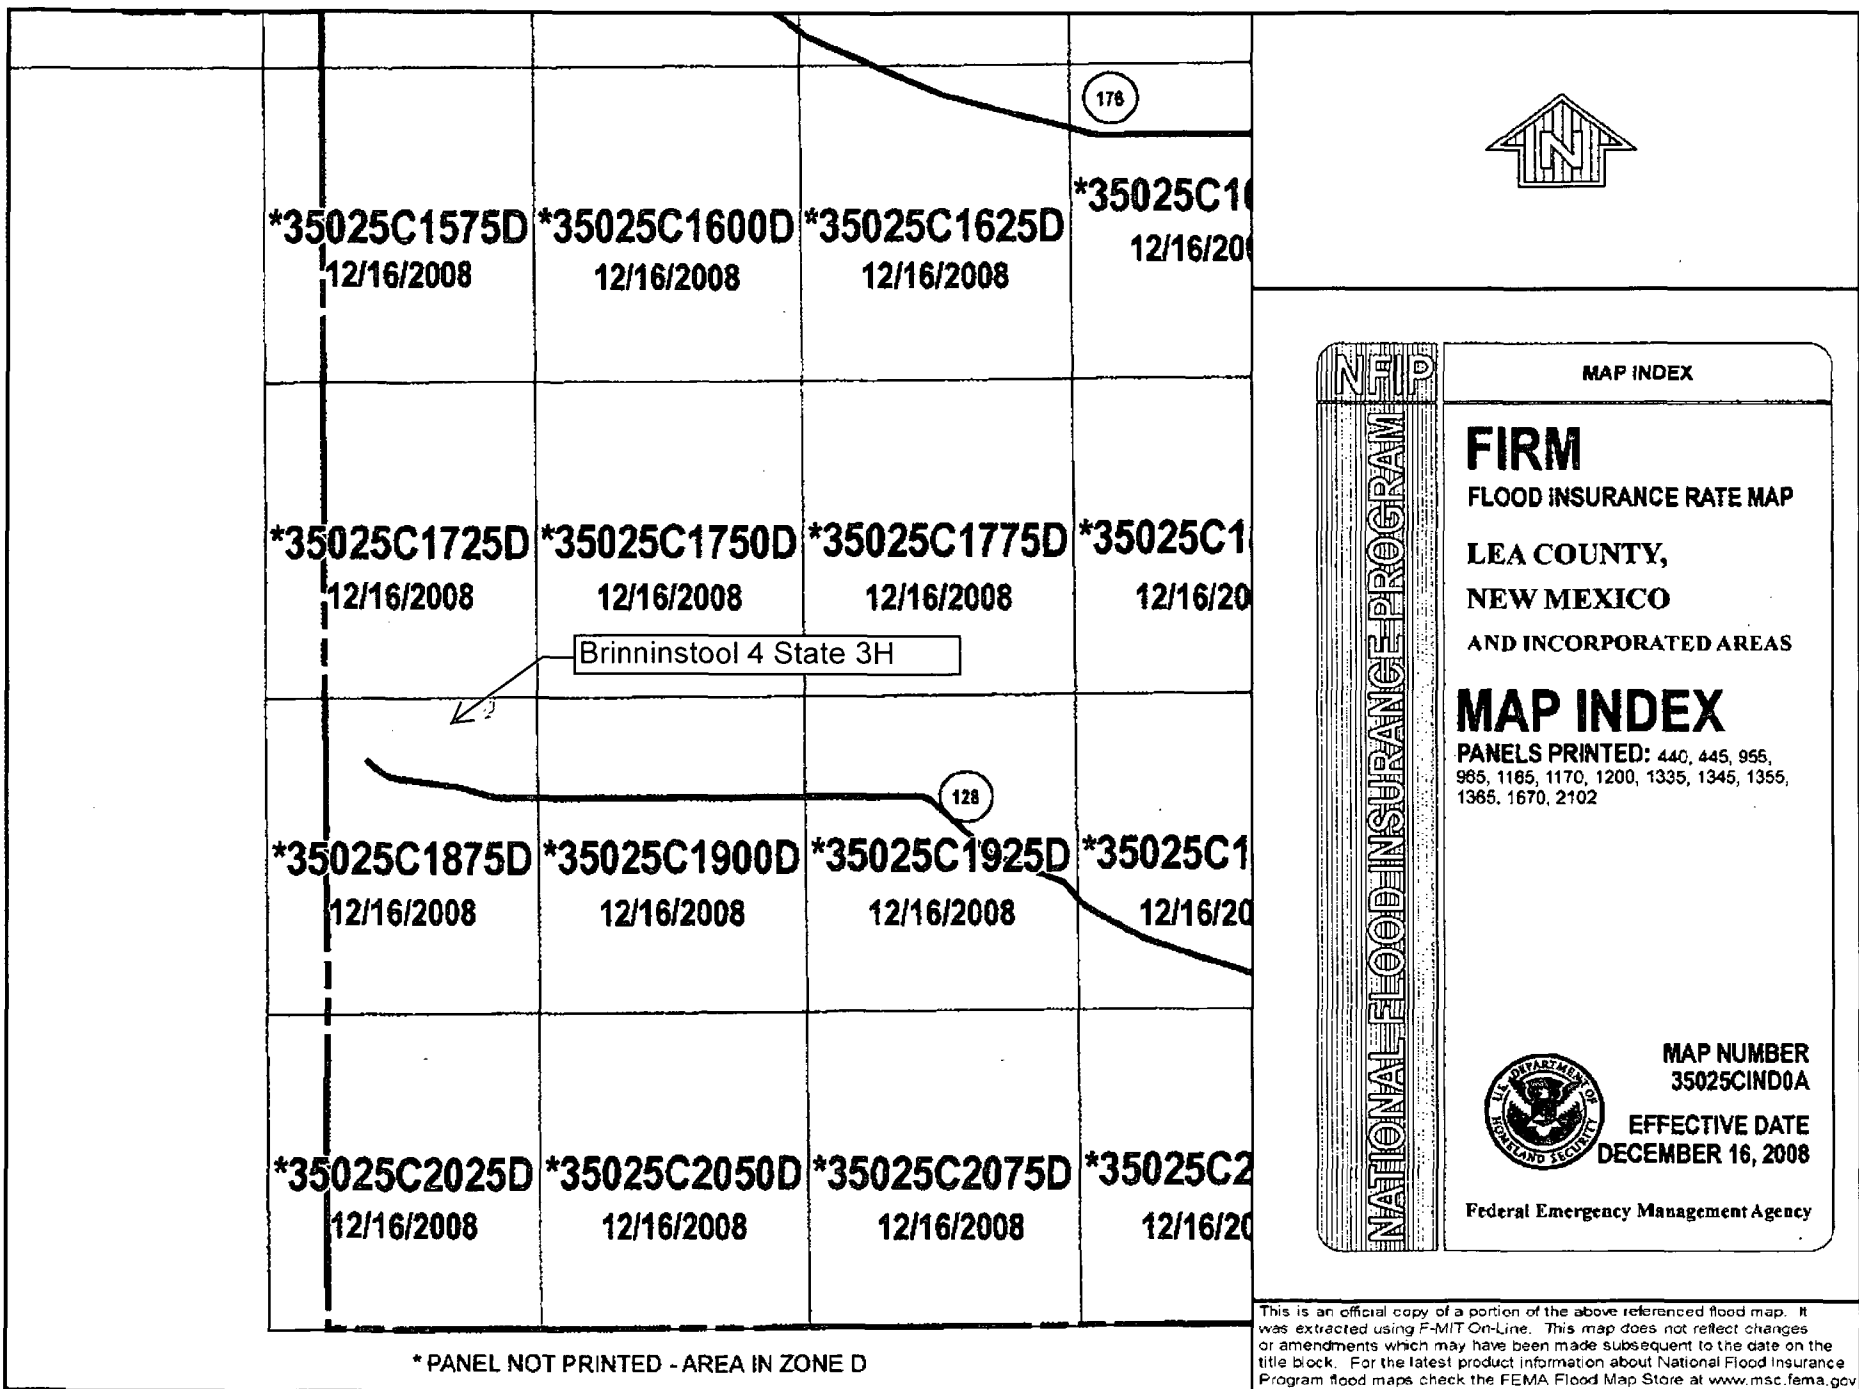 176
*35025C1575D *35025C1600D *35025C1625D *35025C1
12/16/2008 12/16/2008 12/16/2008 12/16/20
*35025C1725D *35025C1750D *35025C1775D *35025C1
12/16/2008 12/16/2008 12/16/2008 12/16/20
Brinninstool 4 State 3H
128
*35025C1875D *35025C1900D *35025C1925D *35025C1
12/16/2008 12/16/2008 12/16/2008 12/16/20
*35025C2025D *35025C2050D *35025C2075D *35025C2
12/16/2008 12/16/2008 12/16/2008 12/16/20
* PANEL NOT PRINTED - AREA IN ZONE D
N
NFIP
NATIONAL FLOOD INSURANCE PROGRAM
MAP INDEX
FIRM
FLOOD INSURANCE RATE MAP
LEA COUNTY,
NEW MEXICO
AND INCORPORATED AREAS
MAP INDEX
PANELS PRINTED: 440, 445, 955,
965, 1165, 1170, 1200, 1335, 1345, 1355,
1365, 1670, 2102
U.S. DEPARTMENT OF HOMELAND SECURITY
MAP NUMBER
35025CIND0A
EFFECTIVE DATE
DECEMBER 16, 2008
Federal Emergency Management Agency
This is an official copy of a portion of the above referenced flood map. It
was extracted using F-MIT On-Line. This map does not reflect changes
or amendments which may have been made subsequent to the date on the
title block. For the latest product information about National Flood Insurance
Program flood maps check the FEMA Flood Map Store at www.msc.fema.gov